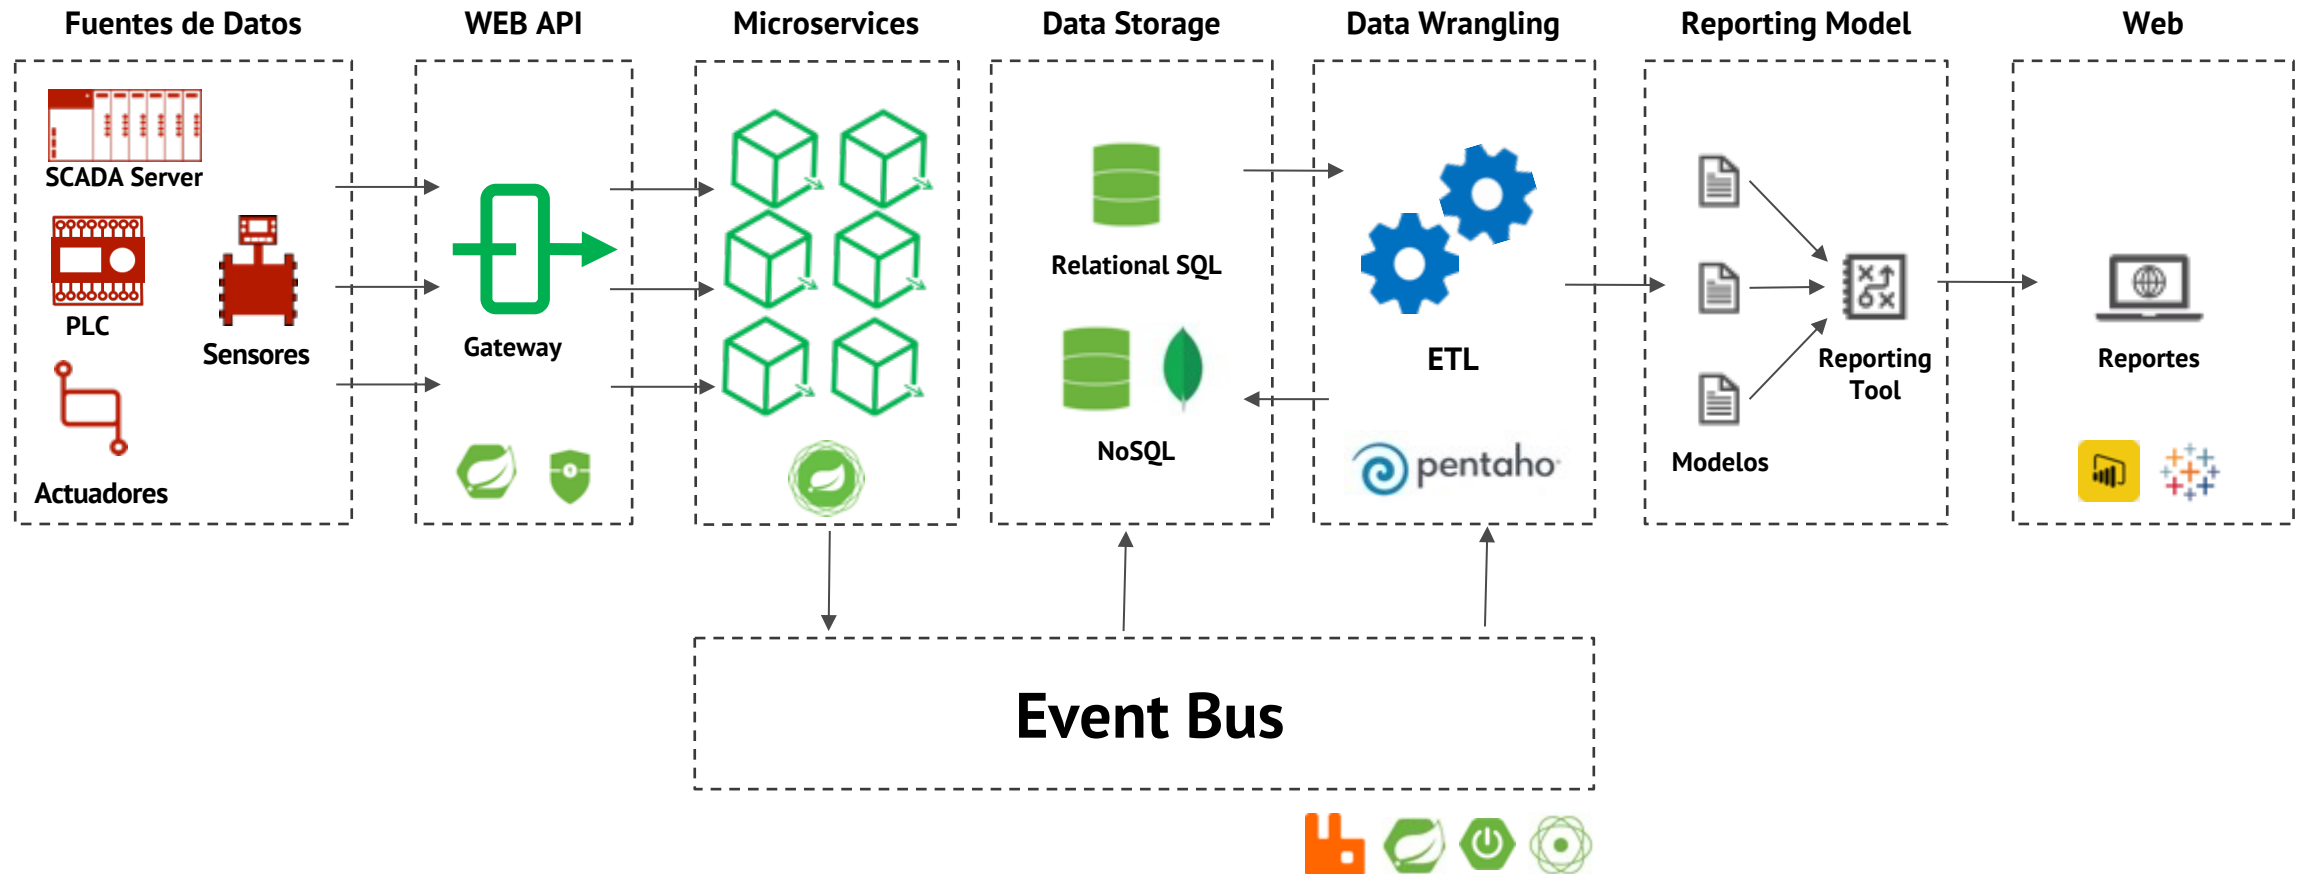 Fuentes de Datos
WEB API
Microservices
Data Storage
Data Wrangling
Reporting Model
Web
SCADA Server
PLC
Sensores
Actuadores
Gateway
Relational SQL
NoSQL
ETL
pentaho
Modelos
Reporting
Tool
Reportes
Event Bus